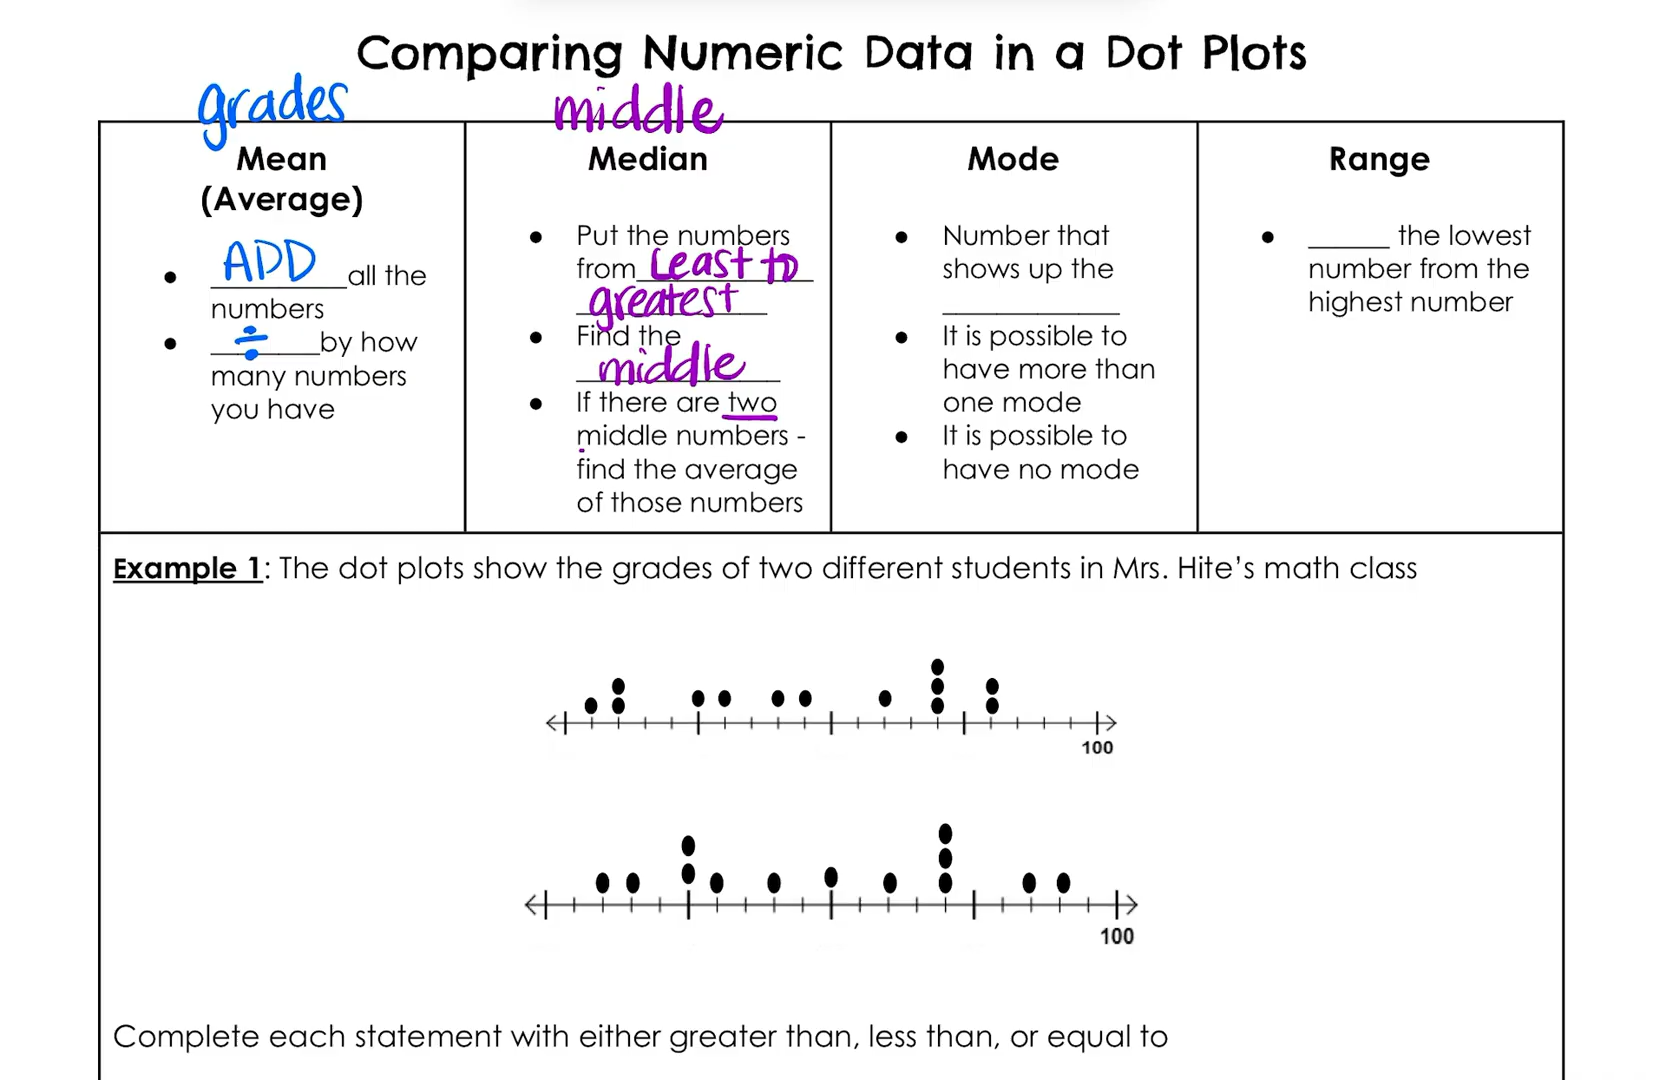 Comparing Numeric Data in a Dot Plots
grades
middle
Mean
(Average)
● ADD all the
numbers
● ÷ by how
many numbers
you have
Median
● Put the numbers
from Least to
greatest
● Find the
middle
● If there are two
middle numbers -
find the average
of those numbers
Mode
● Number that
shows up the
____________
● It is possible to
have more than
one mode
● It is possible to
have no mode
Range
● ______ the lowest
number from the
highest number
Example 1: The dot plots show the grades of two different students in Mrs. Hite's math class
100
100
Complete each statement with either greater than, less than, or equal to